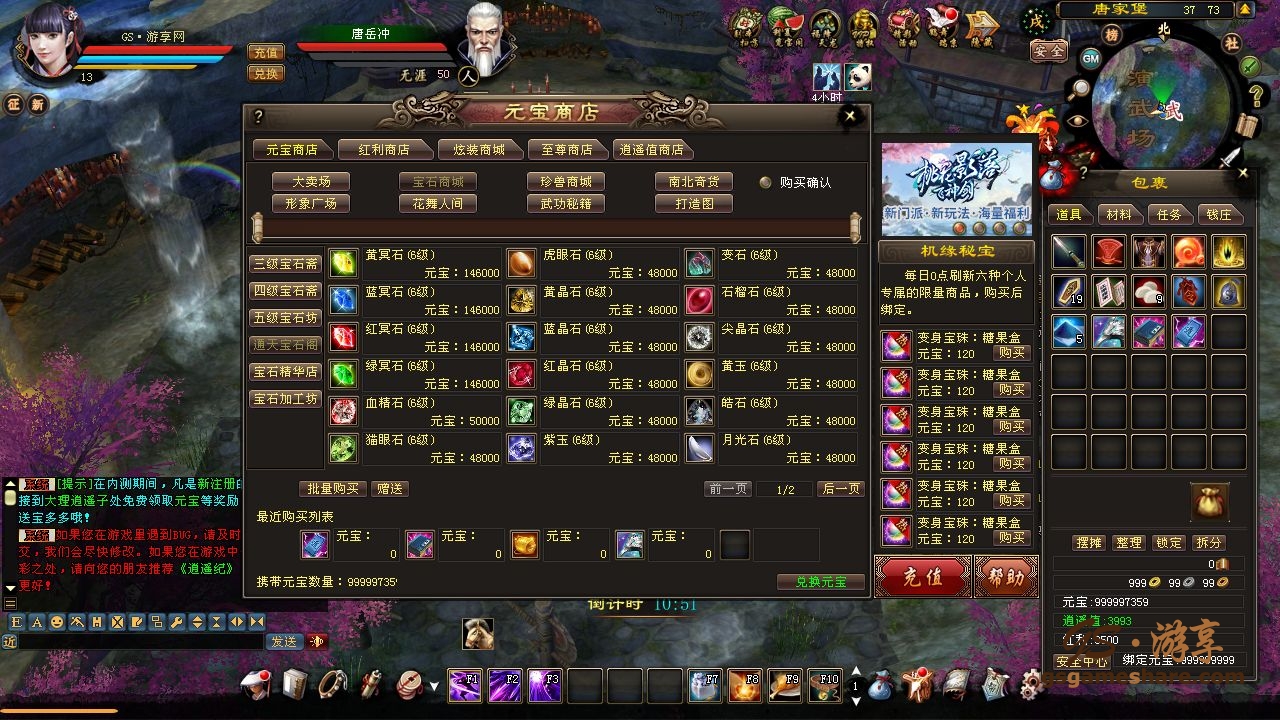 GS·游享网
13
充值
兑换
唐岳冲
无涯 50
人
征 新
4小时
安全
戌
唐家堡 37 73
北
榜
社
GM
演武场
武
元宝商店
元宝商店 红利商店 炫装商城 至尊商店 逍遥值商店
大卖场 宝石商城 珍兽商城 南北奇货 购买确认
形象广场 花舞人间 武功秘籍 打造图
三级宝石斋
四级宝石斋
五级宝石坊
通天宝石阁
宝石精华店
宝石加工坊
黄冥石(6级) 虎眼石(6级) 变石(6级)
元宝：146000 元宝：48000 元宝：48000
蓝冥石(6级) 黄晶石(6级) 石榴石(6级)
元宝：146000 元宝：48000 元宝：48000
红冥石(6级) 蓝晶石(6级) 尖晶石(6级)
元宝：146000 元宝：48000 元宝：48000
绿冥石(6级) 红晶石(6级) 黄玉(6级)
元宝：146000 元宝：48000 元宝：48000
血精石(6级) 绿晶石(6级) 皓石(6级)
元宝：50000 元宝：48000 元宝：48000
猫眼石(6级) 紫玉(6级) 月光石(6级)
元宝：48000 元宝：48000 元宝：48000
批量购买 赠送 前一页 1/2 后一页
最近购买列表
元宝： 元宝： 元宝： 元宝：
0 0 0 0
携带元宝数量：99999735
兑换元宝
倒计时 10:51
新门派·新玩法·海量福利
机缘秘宝
每日0点刷新六种个人
专属的限量商品，购买后
绑定。
变身宝珠：糖果盒
元宝：120 购买
变身宝珠：糖果盒
元宝：120 购买
变身宝珠：糖果盒
元宝：120 购买
变身宝珠：糖果盒
元宝：120 购买
变身宝珠：糖果盒
元宝：120 购买
变身宝珠：糖果盒
元宝：120 购买
充值 帮助
包裹
道具 材料 任务 钱庄
19 9
5
摆摊 整理 锁定 拆分
0
999 99 99
元宝:999997359
逍遥值:3993
安全中心
[提示]在内测期间，凡是新注册
接到大理逍遥子处免费领取元宝等奖励
送宝多多哦!
如果您在游戏里遇到BUG，请及时
交，我们会尽快修改。如果您在游戏中
彩之处，请向您的朋友推荐《逍遥纪》
更好!
近 发送
F1 F2 F3 F7 F8 F9 F10
1
·游享